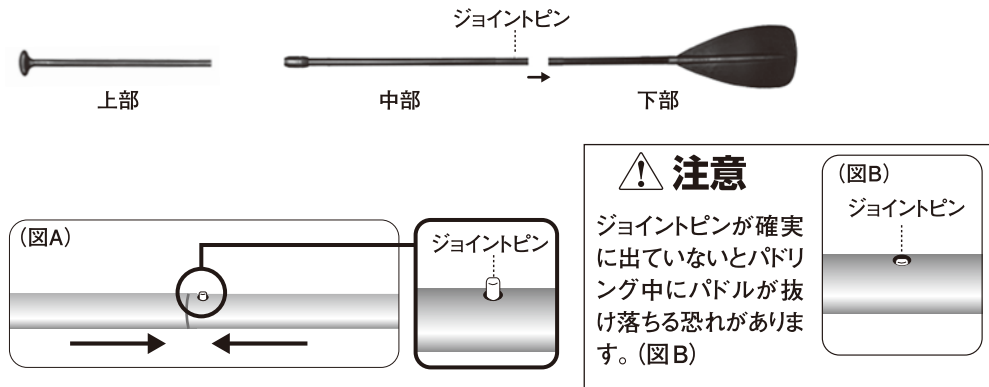 ジョイントピン
上部
中部
下部
(図A)
ジョイントピン
注意
ジョイントピンが確実
に出ていないとパドリ
ング中にパドルが抜
け落ちる恐れがありま
す。(図B)
(図B)
ジョイントピン